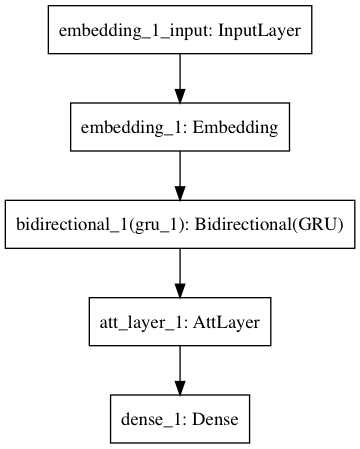 embedding_1_input: InputLayer
embedding_1: Embedding
bidirectional_1(gru_1): Bidirectional(GRU)
att_layer_1: AttLayer
dense_1: Dense